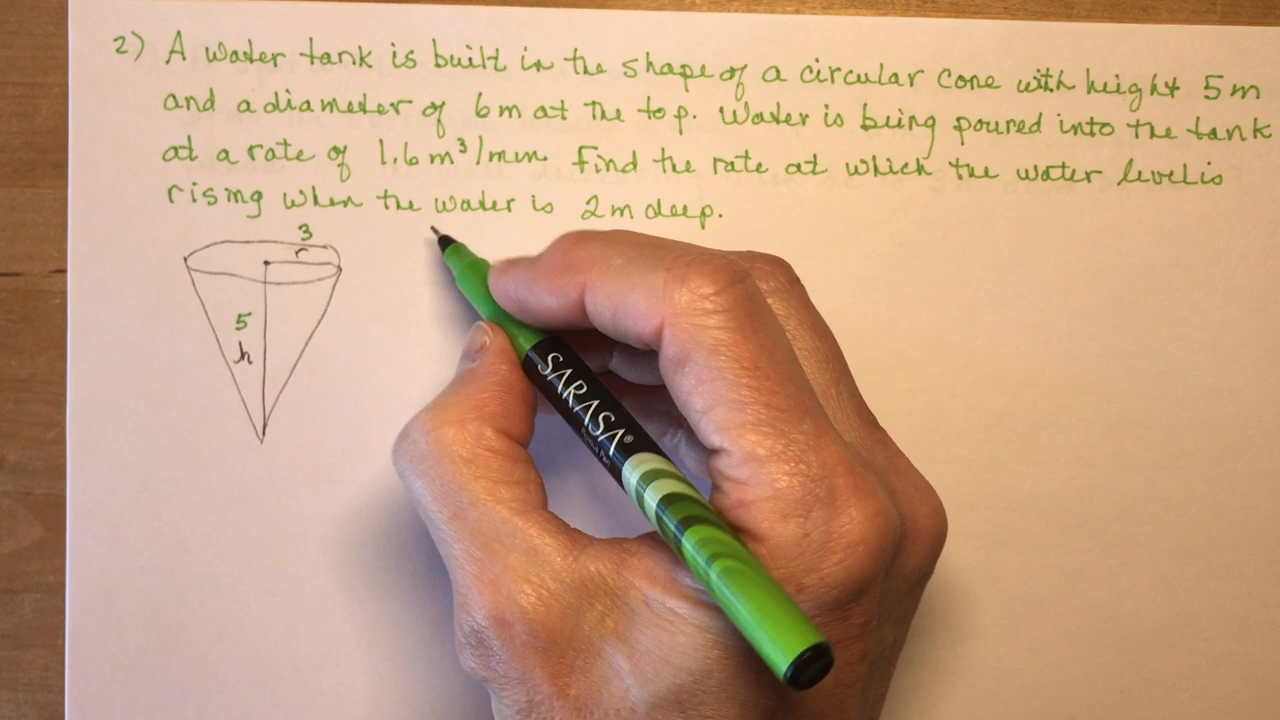 2) A water tank is built in the shape of a circular cone with height 5m
and a diameter of 6m at the top. Water is being poured into the tank
at a rate of 1.6 m³/min. Find the rate at which the water level is
rising when the water is 2m deep.
3
r
5
h
SARASA®